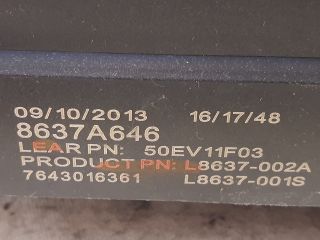 09/10/2013 16/17/48
8637A646
LEAR PN: 50EV11F03
PRODUCT PN: L8637-002A
7643016361 L8637-001S